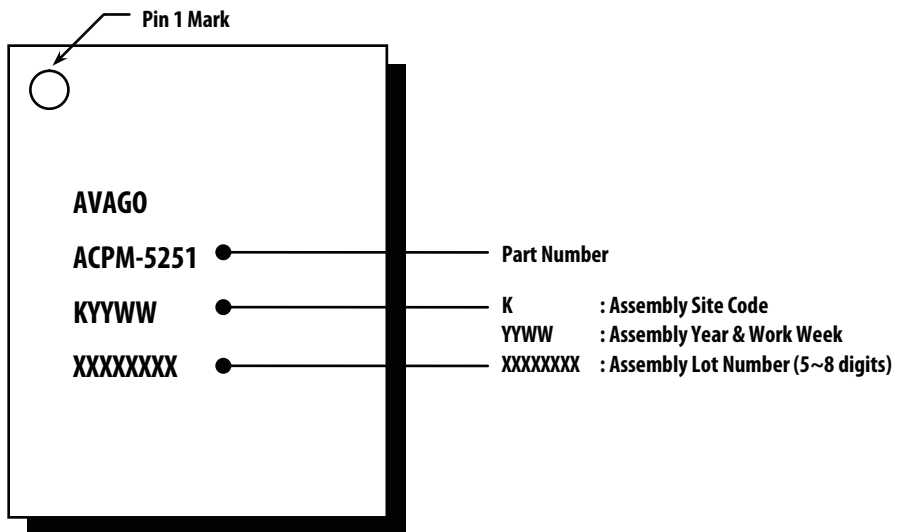 Pin 1 Mark
AVAGO
ACPM-5251
Part Number
KYYWW
K : Assembly Site Code
YYWW : Assembly Year & Work Week
XXXXXXXX
XXXXXXXX : Assembly Lot Number (5~8 digits)